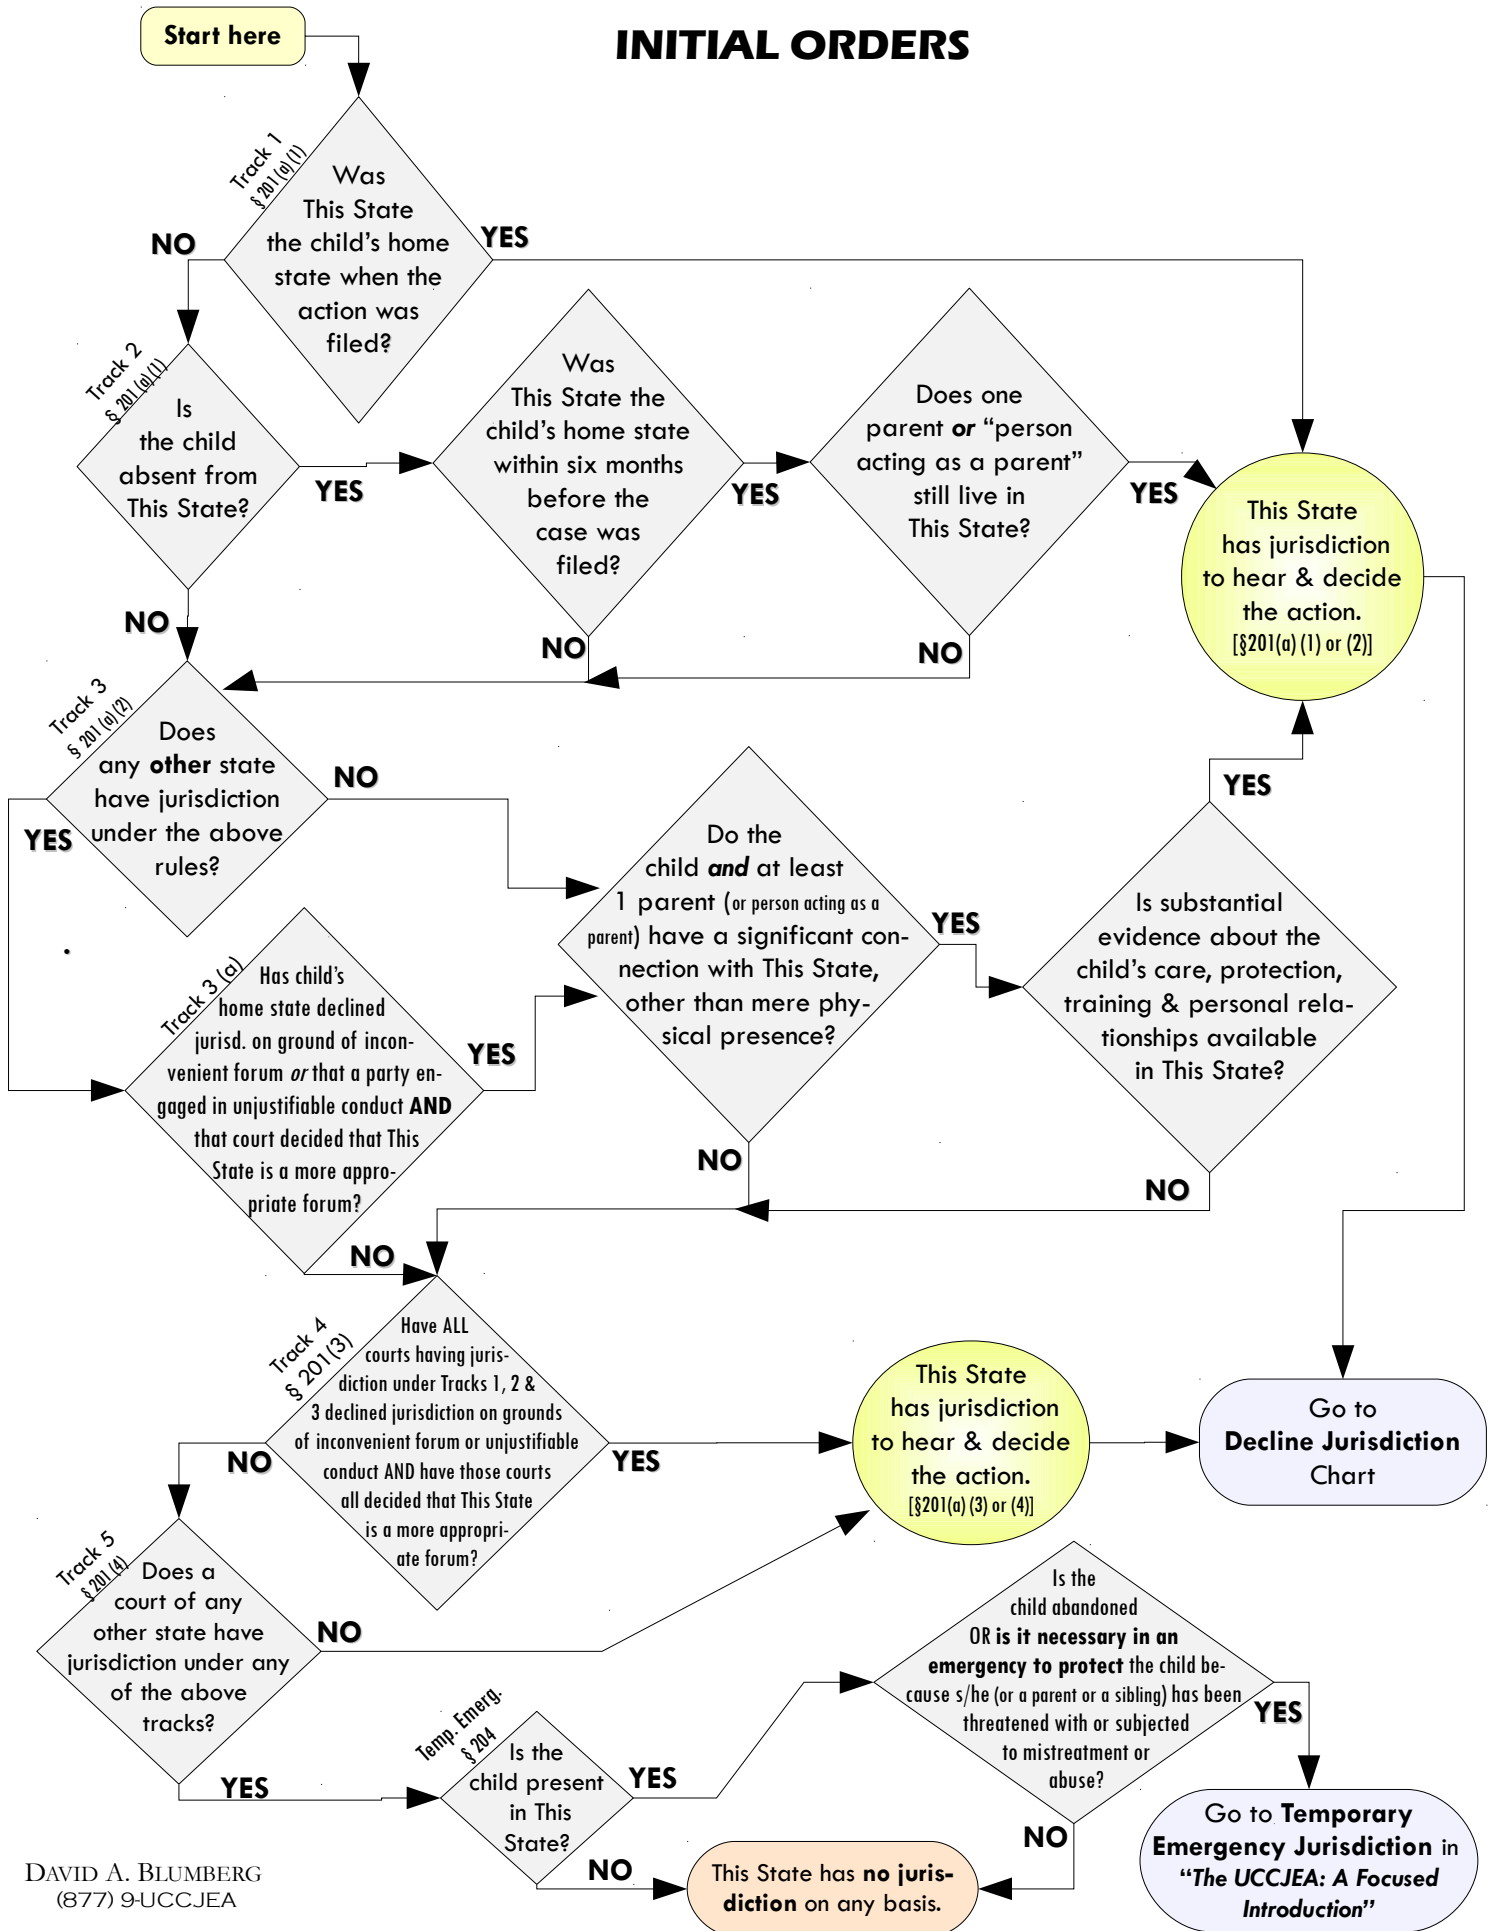 Start here
INITIAL ORDERS
Track 1
§ 201(a)(1)
Was
This State
the child's home
state when the
action was
filed?
NO
YES
Track 2
§ 201(a)(1)
Is
the child
absent from
This State?
YES
NO
Was
This State the
child's home state
within six months
before the
case was
filed?
YES
NO
Does one
parent or “person
acting as a parent”
still live in
This State?
YES
NO
This State
has jurisdiction
to hear & decide
the action.
[§201(a) (1) or (2)]
Track 3
§ 201(a)(2)
Does
any other state
have jurisdiction
under the above
rules?
NO
YES
Track 3 (a)
Has child's
home state declined
jurisd. on ground of incon-
venient forum or that a party en-
gaged in unjustifiable conduct AND
that court decided that This
State is a more appro-
priate forum?
YES
NO
Do the
child and at least
1 parent (or person acting as a
parent) have a significant con-
nection with This State,
other than mere phy-
sical presence?
YES
NO
Is substantial
evidence about the
child's care, protection,
training & personal rela-
tionships available
in This State?
YES
NO
Track 4
§ 201(3)
Have ALL
courts having juris-
diction under Tracks 1, 2 &
3 declined jurisdiction on grounds
of inconvenient forum or unjustifiable
conduct AND have those courts
all decided that This State
is a more appropri-
ate forum?
NO
YES
This State
has jurisdiction
to hear & decide
the action.
[§201(a) (3) or (4)]
Go to
Decline Jurisdiction
Chart
Track 5
§ 201(4)
Does a
court of any
other state have
jurisdiction under any
of the above
tracks?
NO
YES
Temp. Emerg.
§ 204
Is the
child present
in This
State?
YES
NO
Is the
child abandoned
OR is it necessary in an
emergency to protect the child be-
cause s/he (or a parent or a sibling) has been
threatened with or subjected
to mistreatment or
abuse?
YES
NO
This State has no juris-
diction on any basis.
Go to Temporary
Emergency Jurisdiction in
“The UCCJEA: A Focused
Introduction”
DAVID A. BLUMBERG
(877) 9-UCCJEA